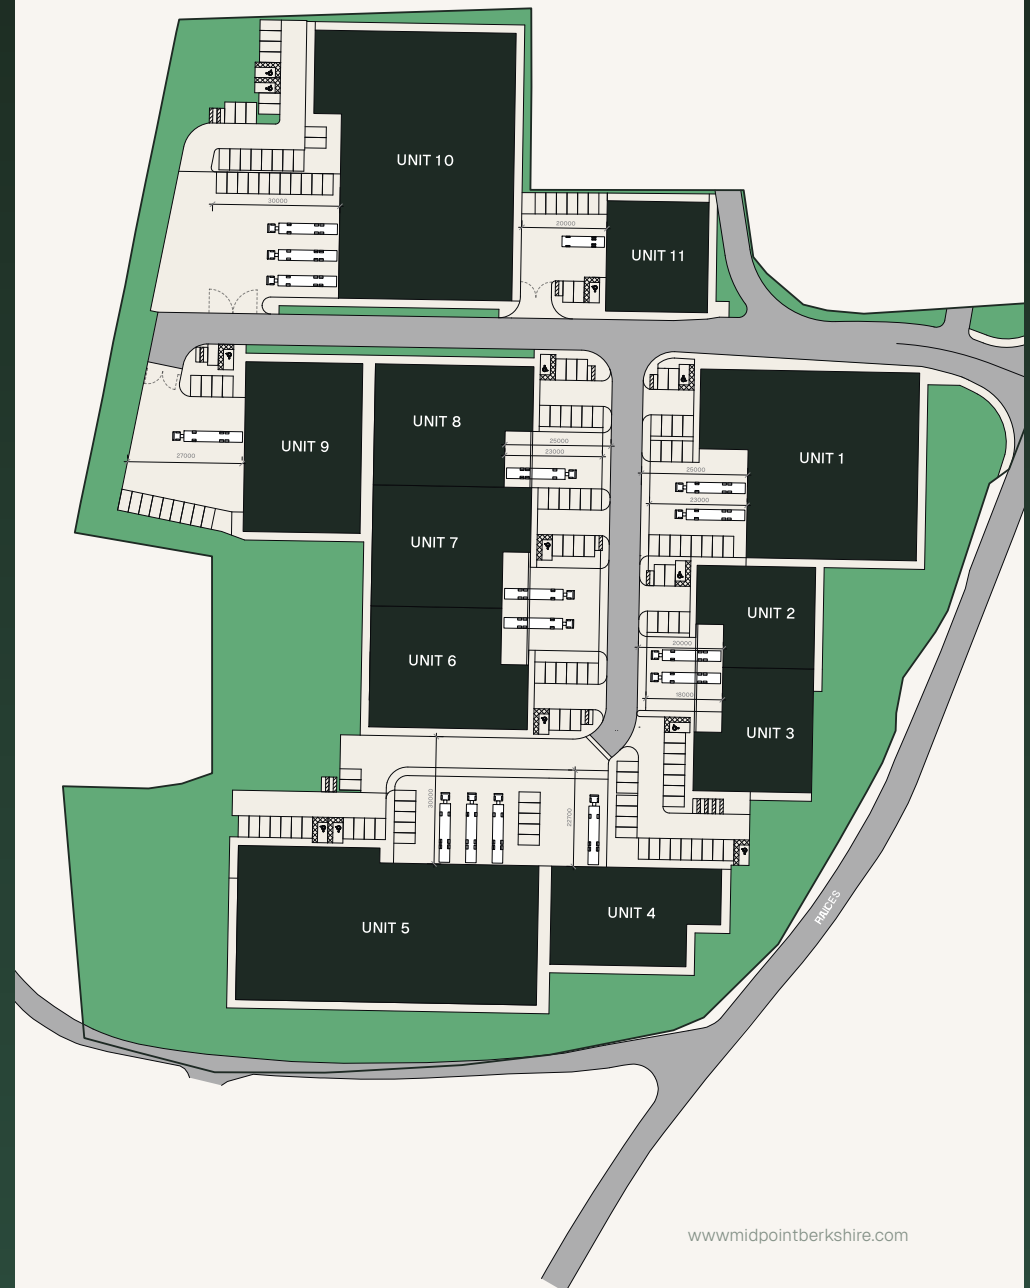 UNIT 10
30000
20000
UNIT 11
UNIT 8
UNIT 9
25000
23000
27000
UNIT 1
25000
23000
UNIT 7
UNIT 2
UNIT 6
20000
18000
UNIT 3
30000
22700
UNIT 5
UNIT 4
www.midpointberkshire.com